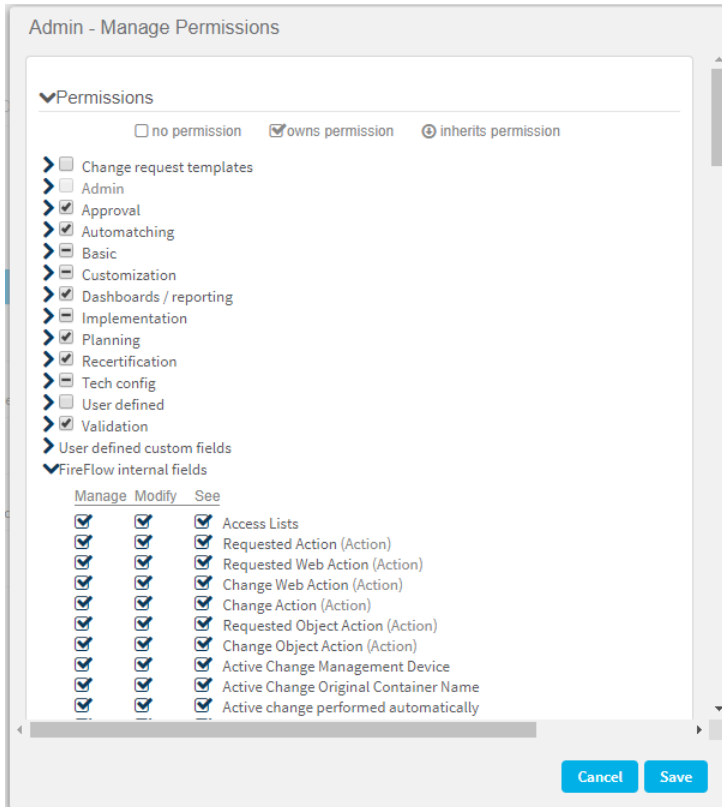 Admin - Manage Permissions
Permissions
no permission owns permission inherits permission
Change request templates
Admin
Approval
Automatching
Basic
Customization
Dashboards / reporting
Implementation
Planning
Recertification
Tech config
User defined
Validation
User defined custom fields
FireFlow internal fields
Manage Modify See
Access Lists
Requested Action (Action)
Requested Web Action (Action)
Change Web Action (Action)
Change Action (Action)
Requested Object Action (Action)
Change Object Action (Action)
Active Change Management Device
Active Change Original Container Name
Active change performed automatically
Cancel Save